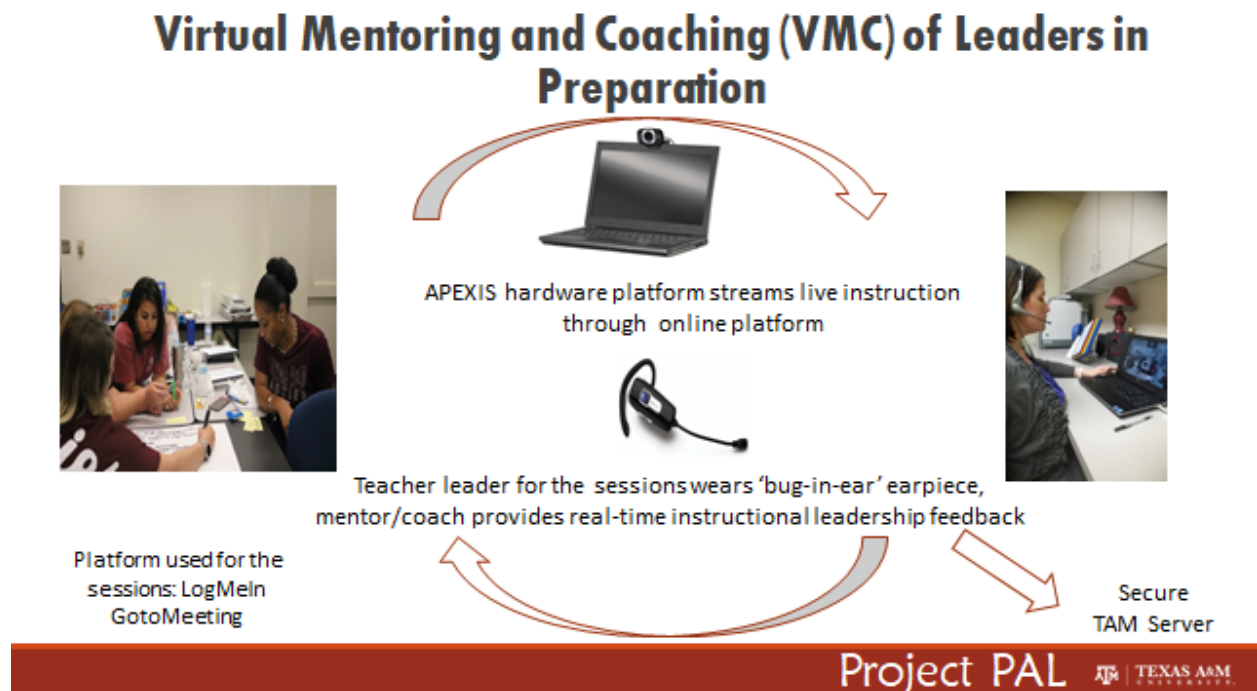 Virtual Mentoring and Coaching (VMC) of Leaders in
Preparation
APEXIS hardware platform streams live instruction
through online platform
Teacher leader for the sessions wears ‘bug-in-ear’ earpiece,
mentor/coach provides real-time instructional leadership feedback
Platform used for the
sessions: LogMeIn
GotoMeeting
Secure
TAM Server
Project PAL
TEXAS A&M
UNIVERSITY